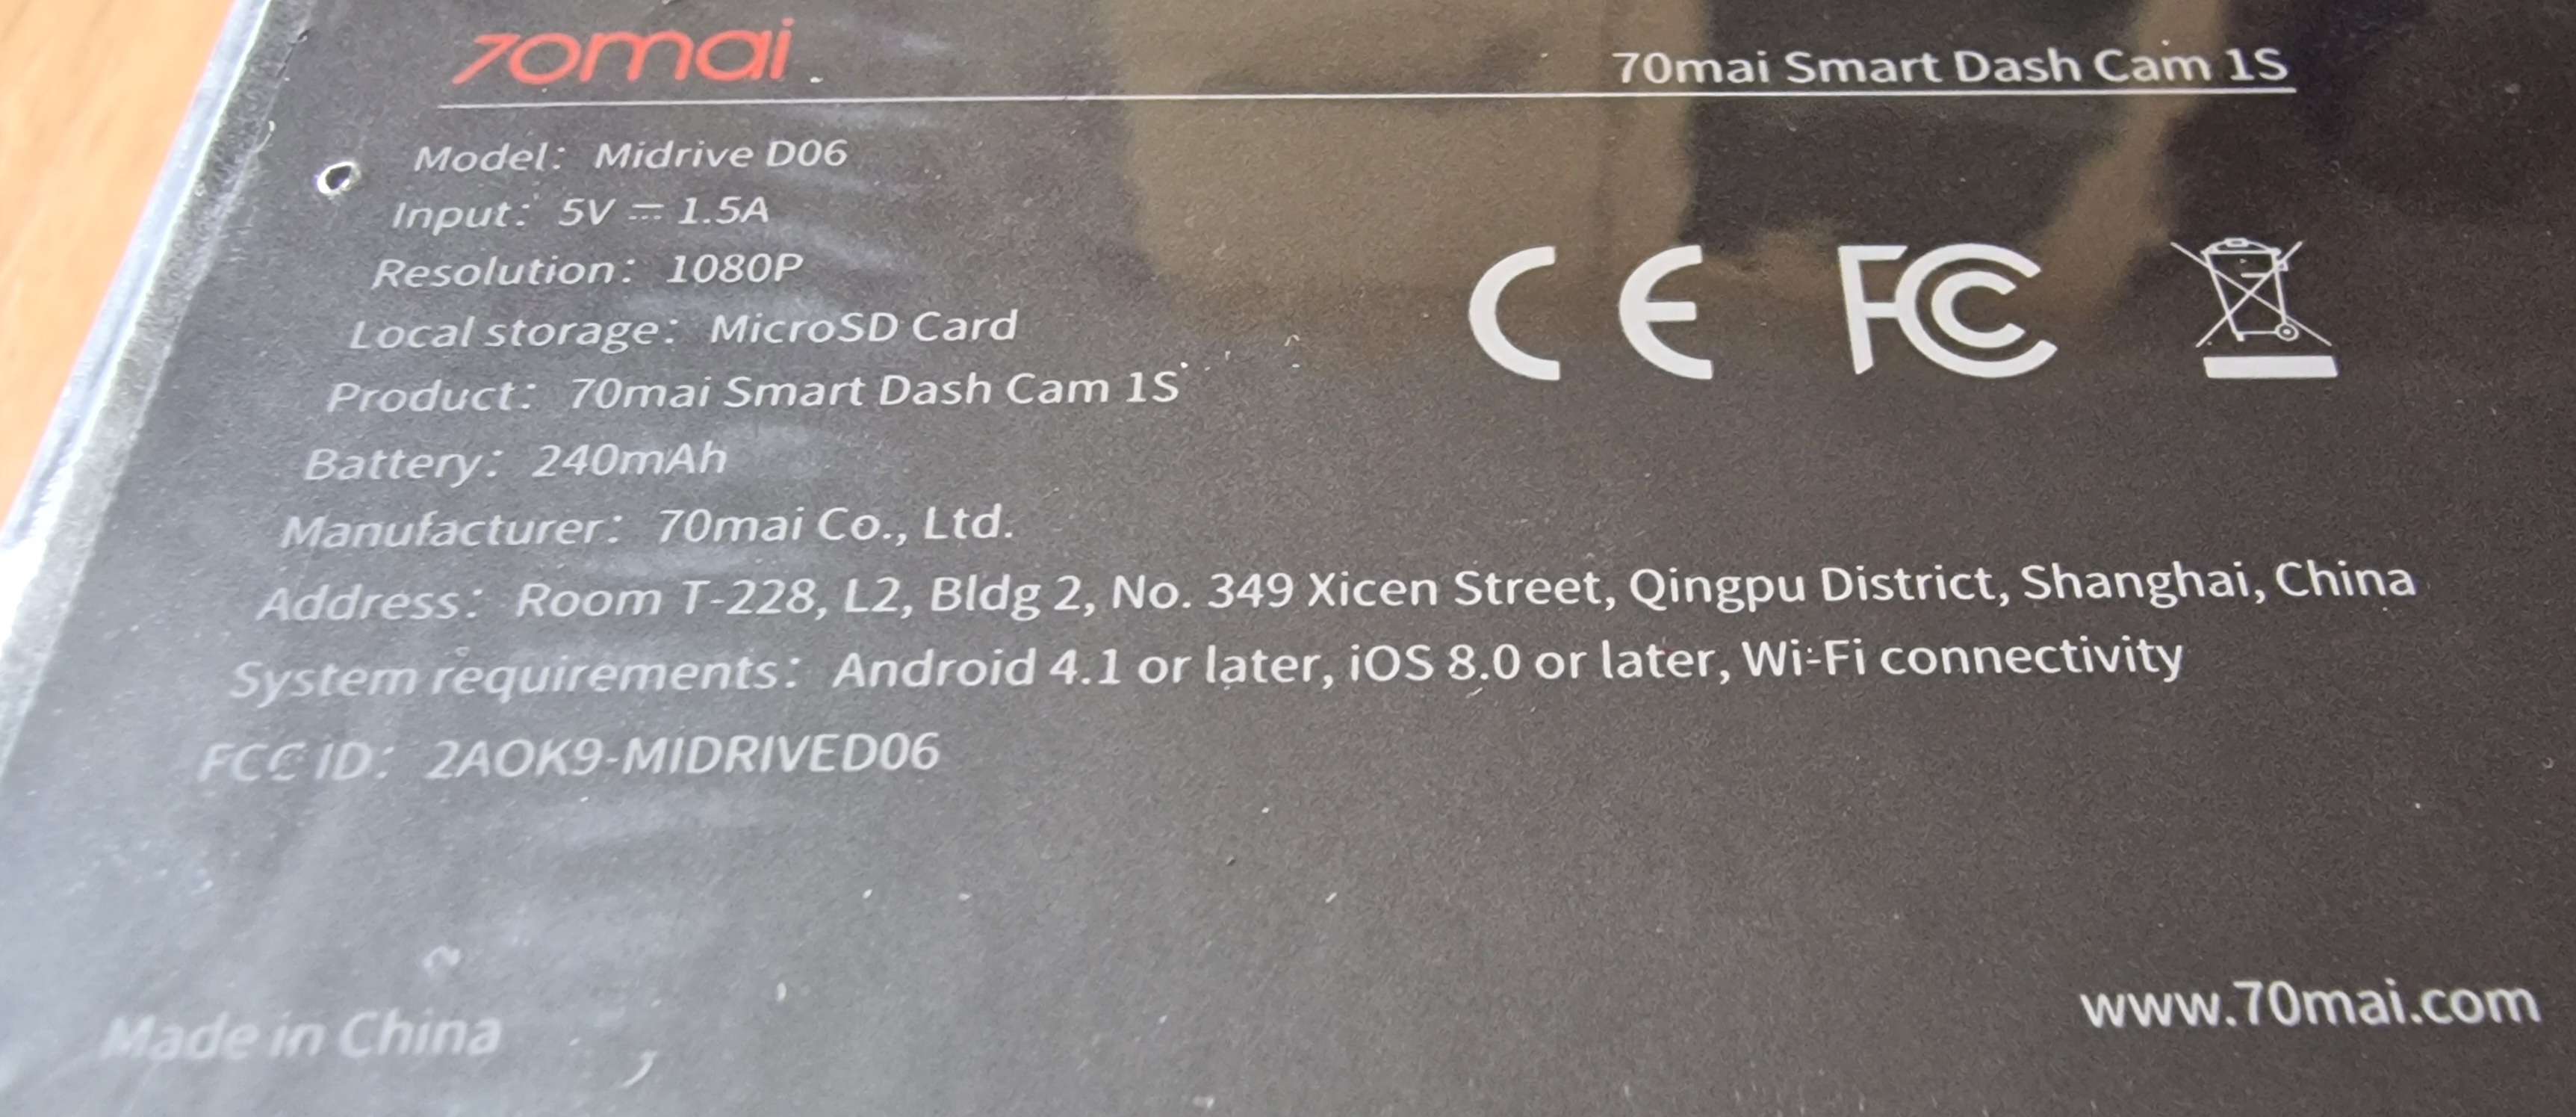 70mai
70mai Smart Dash Cam 1S
Model: Midrive D06
Input: 5V ⎓ 1.5A
Resolution: 1080P
Local storage: MicroSD Card
CE FC
Product: 70mai Smart Dash Cam 1S
Battery: 240mAh
Manufacturer: 70mai Co., Ltd.
Address: Room T-228, L2, Bldg 2, No. 349 Xicen Street, Qingpu District, Shanghai, China
System requirements: Android 4.1 or later, iOS 8.0 or later, Wi-Fi connectivity
FCC ID: 2AOK9-MIDRIVED06
Made in China
www.70mai.com